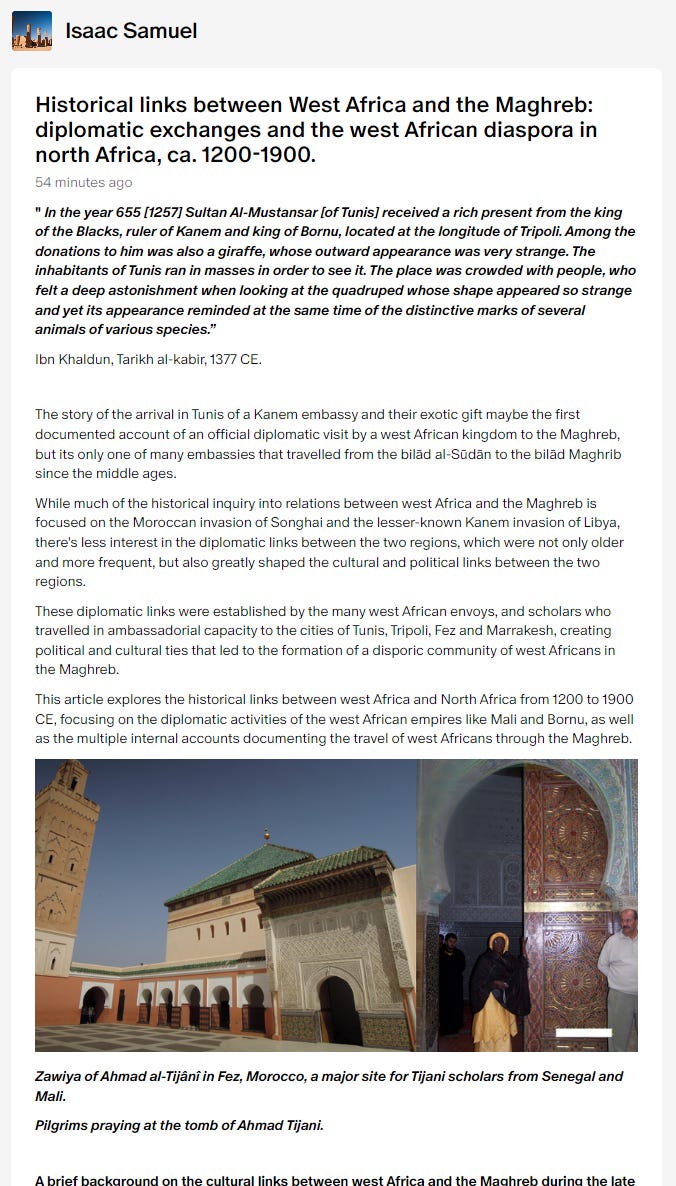 Isaac Samuel
Historical links between West Africa and the Maghreb:
diplomatic exchanges and the west African diaspora in
north Africa, ca. 1200-1900.
54 minutes ago
" In the year 655 [1257] Sultan Al-Mustansar [of Tunis] received a rich present from the king
of the Blacks, ruler of Kanem and king of Bornu, located at the longitude of Tripoli. Among the
donations to him was also a giraffe, whose outward appearance was very strange. The
inhabitants of Tunis ran in masses in order to see it. The place was crowded with people, who
felt a deep astonishment when looking at the quadruped whose shape appeared so strange
and yet its appearance reminded at the same time of the distinctive marks of several
animals of various species.”
Ibn Khaldun, Tarikh al-kabir, 1377 CE.
The story of the arrival in Tunis of a Kanem embassy and their exotic gift maybe the first
documented account of an official diplomatic visit by a west African kingdom to the Maghreb,
but its only one of many embassies that travelled from the bilād al-Sūdān to the bilād Maghrib
since the middle ages.
While much of the historical inquiry into relations between west Africa and the Maghreb is
focused on the Moroccan invasion of Songhai and the lesser-known Kanem invasion of Libya,
there's less interest in the diplomatic links between the two regions, which were not only older
and more frequent, but also greatly shaped the cultural and political links between the two
regions.
These diplomatic links were established by the many west African envoys, and scholars who
travelled in ambassadorial capacity to the cities of Tunis, Tripoli, Fez and Marrakesh, creating
political and cultural ties that led to the formation of a disporic community of west Africans in
the Maghreb.
This article explores the historical links between west Africa and North Africa from 1200 to 1900
CE, focusing on the diplomatic activities of the west African empires like Mali and Bornu, as well
as the multiple internal accounts documenting the travel of west Africans through the Maghreb.
Zawiya of Ahmad al-Tijânî in Fez, Morocco, a major site for Tijani scholars from Senegal and
Mali.
Pilgrims praying at the tomb of Ahmad Tijani.
A brief background on the cultural links between west Africa and the Maghreb during the late